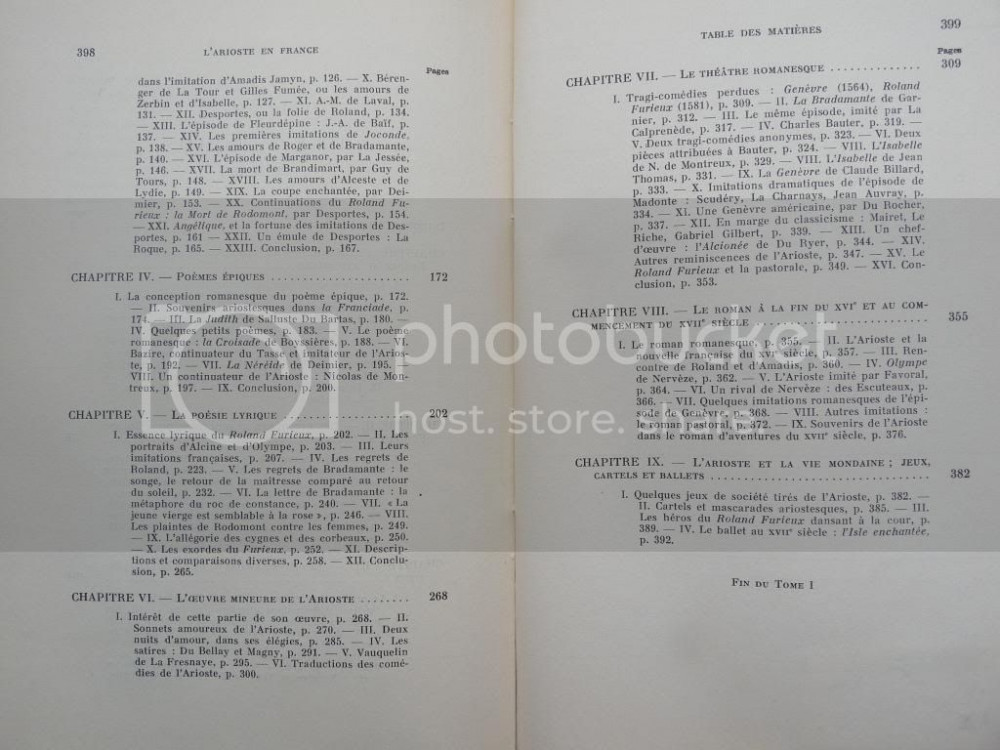 398 L'ARIOSTE EN FRANCE
Pages
dans l'imitation d'Amadis Jamyn, p. 126. — X. Béren-
ger de La Tour et Gilles Fumée, ou les amours de
Zerbin et d'Isabelle, p. 127. — XI. A.-M. de Laval, p.
131. — XII. Desportes, ou la folie de Roland, p. 134.
— XIII. L'épisode de Fleurdépine : J.-A. de Baïf, p.
137. — XIV. Les premières imitations de Joconde,
p. 138. — XV. Les amours de Roger et de Bradamante,
p. 140. — XVI. L'épisode de Marganor, par La Jessée,
p. 146. — XVII. La mort de Brandimart, par Guy de
Tours, p. 148. — XVIII. Les amours d'Alceste et de
Lydie, p. 149. — XIX. La coupe enchantée, par Dei-
mier, p. 153. — XX. Continuations du Roland Fu-
rieux : la Mort de Rodomont, par Desportes, p. 154.
— XXI. Angélique, et la fortune des imitations de Des-
portes, p. 161 — XXII. Un émule de Desportes : La
Roque, p. 165. — XXIII. Conclusion, p. 167.
CHAPITRE IV. — POÈMES ÉPIQUES .................... 172
I. La conception romanesque du poème épique, p. 172.
— II. Souvenirs ariostesques dans la Franciade, p.
174. — III. La Judith de Salluste Du Bartas, p. 180. —
IV. Quelques petits poèmes, p. 183. — V. Le poème
romanesque : la Croisade de Boyssières, p. 188. — VI.
Bazire, continuateur du Tasse et imitateur de l'Arios-
te, p. 192. — VII. La Néréide de Deimier, p. 195. —
VIII. Un continuateur de l'Arioste : Nicolas de Mon-
treux, p. 197. — IX. Conclusion, p. 200.
CHAPITRE V. — LA POÉSIE LYRIQUE .................... 202
I. Essence lyrique du Roland Furieux, p. 202. — II. Les
portraits d'Alcine et d'Olympe, p. 203. — III. Leurs
imitations françaises, p. 207. — IV. Les regrets de
Roland, p. 223. — V. Les regrets de Bradamante : le
songe, le retour de la maîtresse comparé au retour
du soleil, p. 232. — VI. La lettre de Bradamante : la
métaphore du roc de constance, p. 240. — VII. « La
jeune vierge est semblable à la rose », p. 246. — VIII.
Les plaintes de Rodomont contre les femmes, p. 249.
— IX. L'allégorie des cygnes et des corbeaux, p. 250.
— X. Les exordes du Furieux, p. 252. — XI. Descrip-
tions et comparaisons diverses, p. 258. — XII. Conclu-
sion, p. 265.
CHAPITRE VI. — L'ŒUVRE MINEURE DE L'ARIOSTE ........ 268
I. Intérêt de cette partie de son œuvre, p. 268. — II.
Sonnets amoureux de l'Arioste, p. 270. — III. Deux
nuits d'amour, dans ses élégies, p. 285. — IV. Les
satires : Du Bellay et Magny, p. 291. — V. Vauquelin
de La Fresnaye, p. 295. — VI. Traductions des comé-
dies de l'Arioste, p. 300.
TABLE DES MATIÈRES 399
Pages
CHAPITRE VII. — LE THÉÂTRE ROMANESQUE .............. 309
I. Tragi-comédies perdues : Genèvre (1564), Roland
Furieux (1581), p. 309. — II. La Bradamante de Gar-
nier, p. 312. — III. Le même épisode, imité par La
Calprenède, p. 317. — IV. Charles Bauter, p. 319. —
V. Deux tragi-comédies anonymes, p. 323. — VI. Deux
pièces attribuées à Bauter, p. 324. — VIII. L'Isabelle
de N. de Montreux, p. 329. — VIII. L'Isabelle de Jean
Thomas, p. 331. — IX. La Genèvre de Claude Billard,
p. 333. — X. Imitations dramatiques de l'épisode de
Madonte : Scudéry, La Charnays, Jean Auvray, p.
334. — XI. Une Genèvre américaine, par Du Rocher,
p. 337. — XII. En marge du classicisme : Mairet, Le
Riche, Gabriel Gilbert, p. 339. — XIII. Un chef-
d'œuvre : l'Alcionée de Du Ryer, p. 344. — XIV.
Autres reminiscences de l'Arioste, p. 347. — XV. Le
Roland Furieux et la pastorale, p. 349. — XVI. Con-
clusion, p. 353.
CHAPITRE VIII. — LE ROMAN À LA FIN DU XVIe ET AU COM-
MENCEMENT DU XVIIe SIÈCLE .................... 355
I. Le roman romanesque, p. 355. — II. L'Arioste et la
nouvelle française du XVIe siècle, p. 357. — III. Ren-
contre de Roland et d'Amadis, p. 360. — IV. Olympe
de Nervèze, p. 362. — V. L'Arioste imité par Favoral,
p. 364. — VI. Un rival de Nervèze : des Escuteaux, p.
366. — VII. Quelques imitations romanesques de l'épi-
sode de Genèvre, p. 368. — VIII. Autres imitations :
le roman pastoral, p. 372. — IX. Souvenirs de l'Arioste
dans le roman d'aventures du XVIIe siècle, p. 376.
CHAPITRE IX. — L'ARIOSTE ET LA VIE MONDAINE ; JEUX,
CARTELS ET BALLETS .................... 382
I. Quelques jeux de société tirés de l'Arioste, p. 382. —
II. Cartels et mascarades ariostesques, p. 385. — III.
Les héros du Roland Furieux dansant à la cour, p.
389. — IV. Le ballet au XVIIe siècle : l'Isle enchantée,
p. 392.
FIN DU TOME I
photobucket
host. store. share.